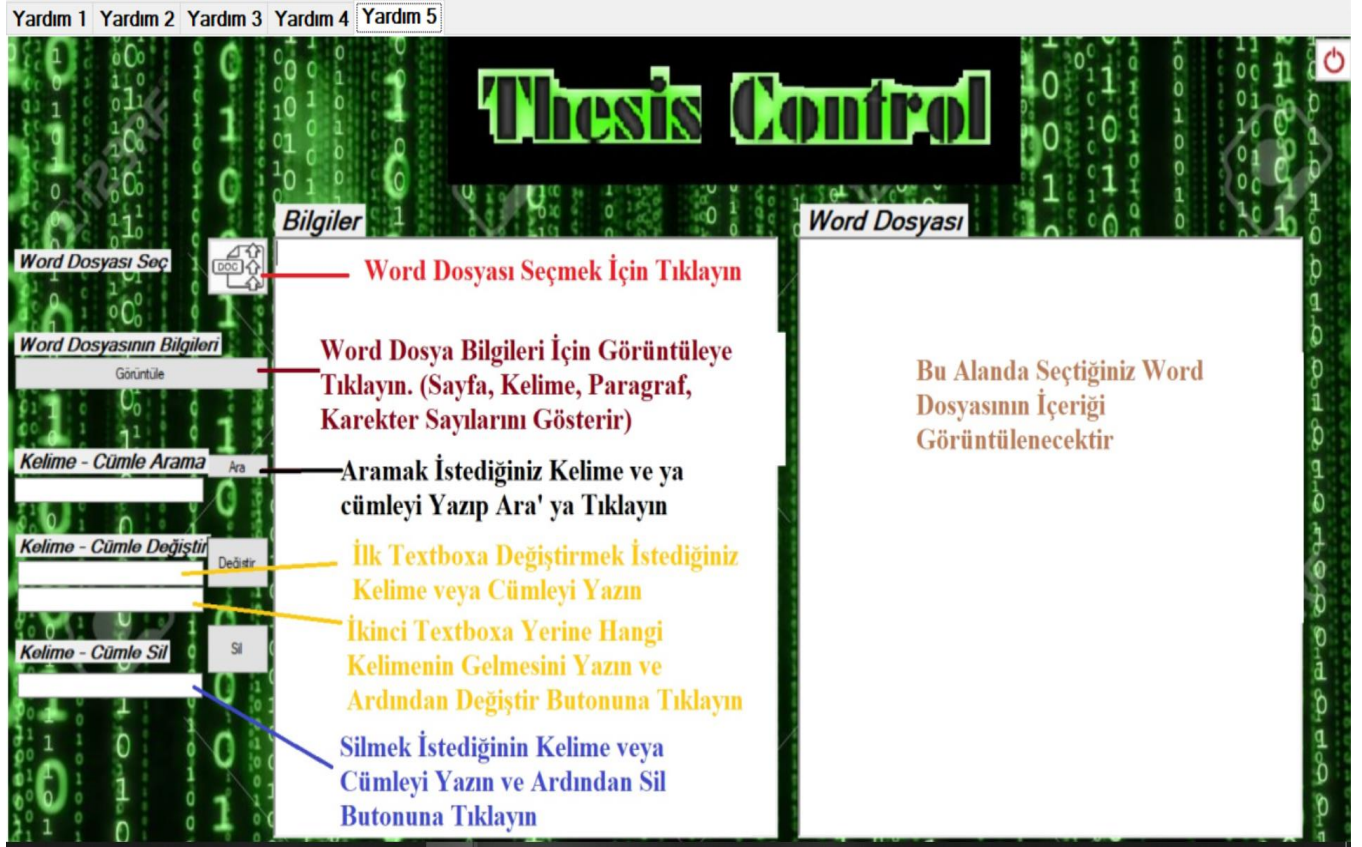 Yardım 1 Yardım 2 Yardım 3 Yardım 4 Yardım 5
Thesis Control
Bilgiler
Word Dosyası
Word Dosyası Seç
DOC
Word Dosyası Seçmek İçin Tıklayın
Word Dosyasının Bilgileri
Görüntüle
Word Dosya Bilgileri İçin Görüntüleye
Tıklayın. (Sayfa, Kelime, Paragraf,
Karekter Sayılarını Gösterir)
Bu Alanda Seçtiğiniz Word
Dosyasının İçeriği
Görüntülenecektir
Kelime - Cümle Arama
Ara
Aramak İstediğiniz Kelime ve ya
cümleyi Yazıp Ara' ya Tıklayın
Kelime - Cümle Değiştir
Değiştir
İlk Textboxa Değiştirmek İstediğiniz
Kelime veya Cümleyi Yazın
İkinci Textboxa Yerine Hangi
Kelimenin Gelmesini Yazın ve
Ardından Değiştir Butonuna Tıklayın
Kelime - Cümle Sil
Sil
Silmek İstediğinin Kelime veya
Cümleyi Yazın ve Ardından Sil
Butonuna Tıklayın
123RF